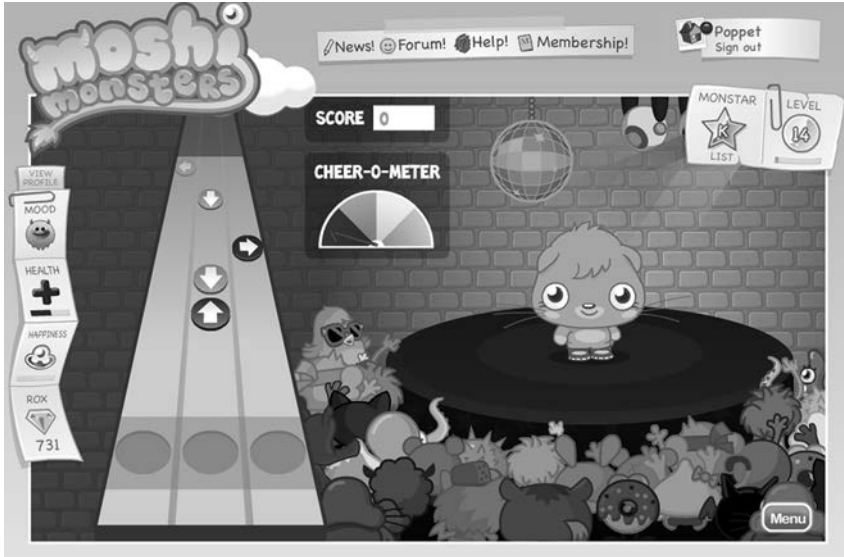 moshi
monsters
News! Forum! Help! Membership!
Poppet
Sign out
MONSTAR
K
LIST
LEVEL
14
SCORE 0
CHEER-O-METER
VIEW
PROFILE
MOOD
HEALTH
HAPPINESS
ROX
731
Menu